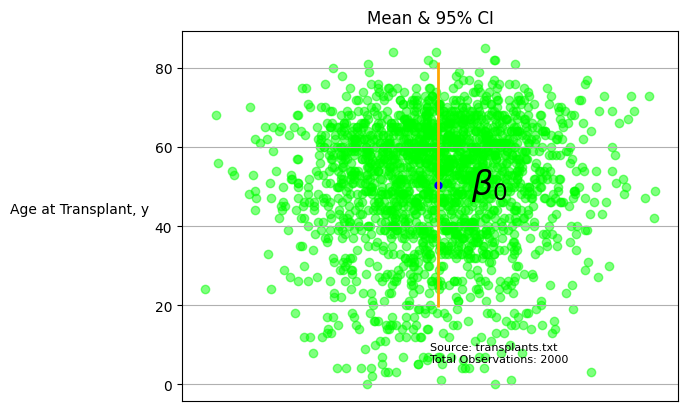 Mean & 95% CI
80
60
40
20
0
Age at Transplant, y
β0
Source: transplants.txt
Total Observations: 2000